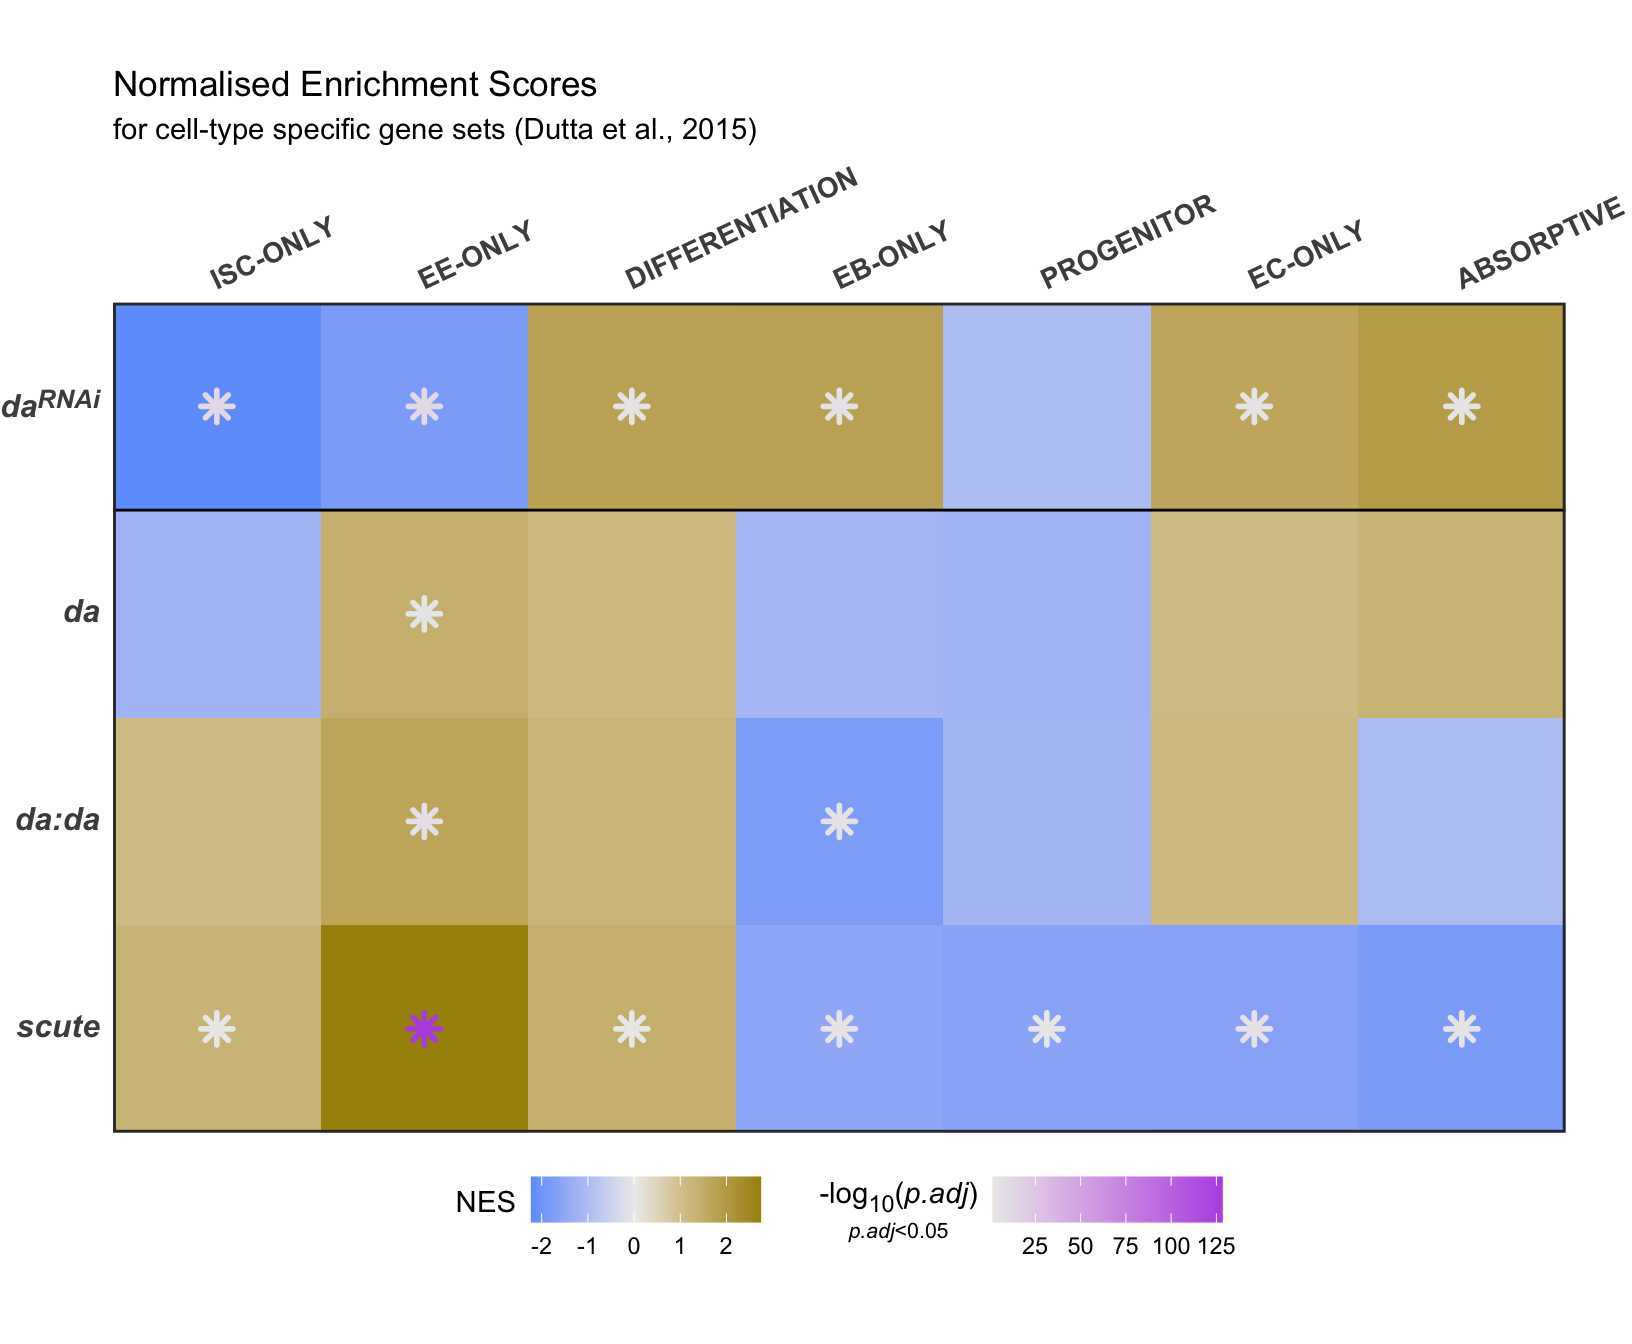 Normalised Enrichment Scores
for cell-type specific gene sets (Dutta et al., 2015)
ISC-ONLY EE-ONLY DIFFERENTIATION EB-ONLY PROGENITOR EC-ONLY ABSORPTIVE
da^RNAi
da
da:da
scute
NES
-2 -1 0 1 2
-log₁₀(p.adj)
p.adj<0.05
25 50 75 100 125